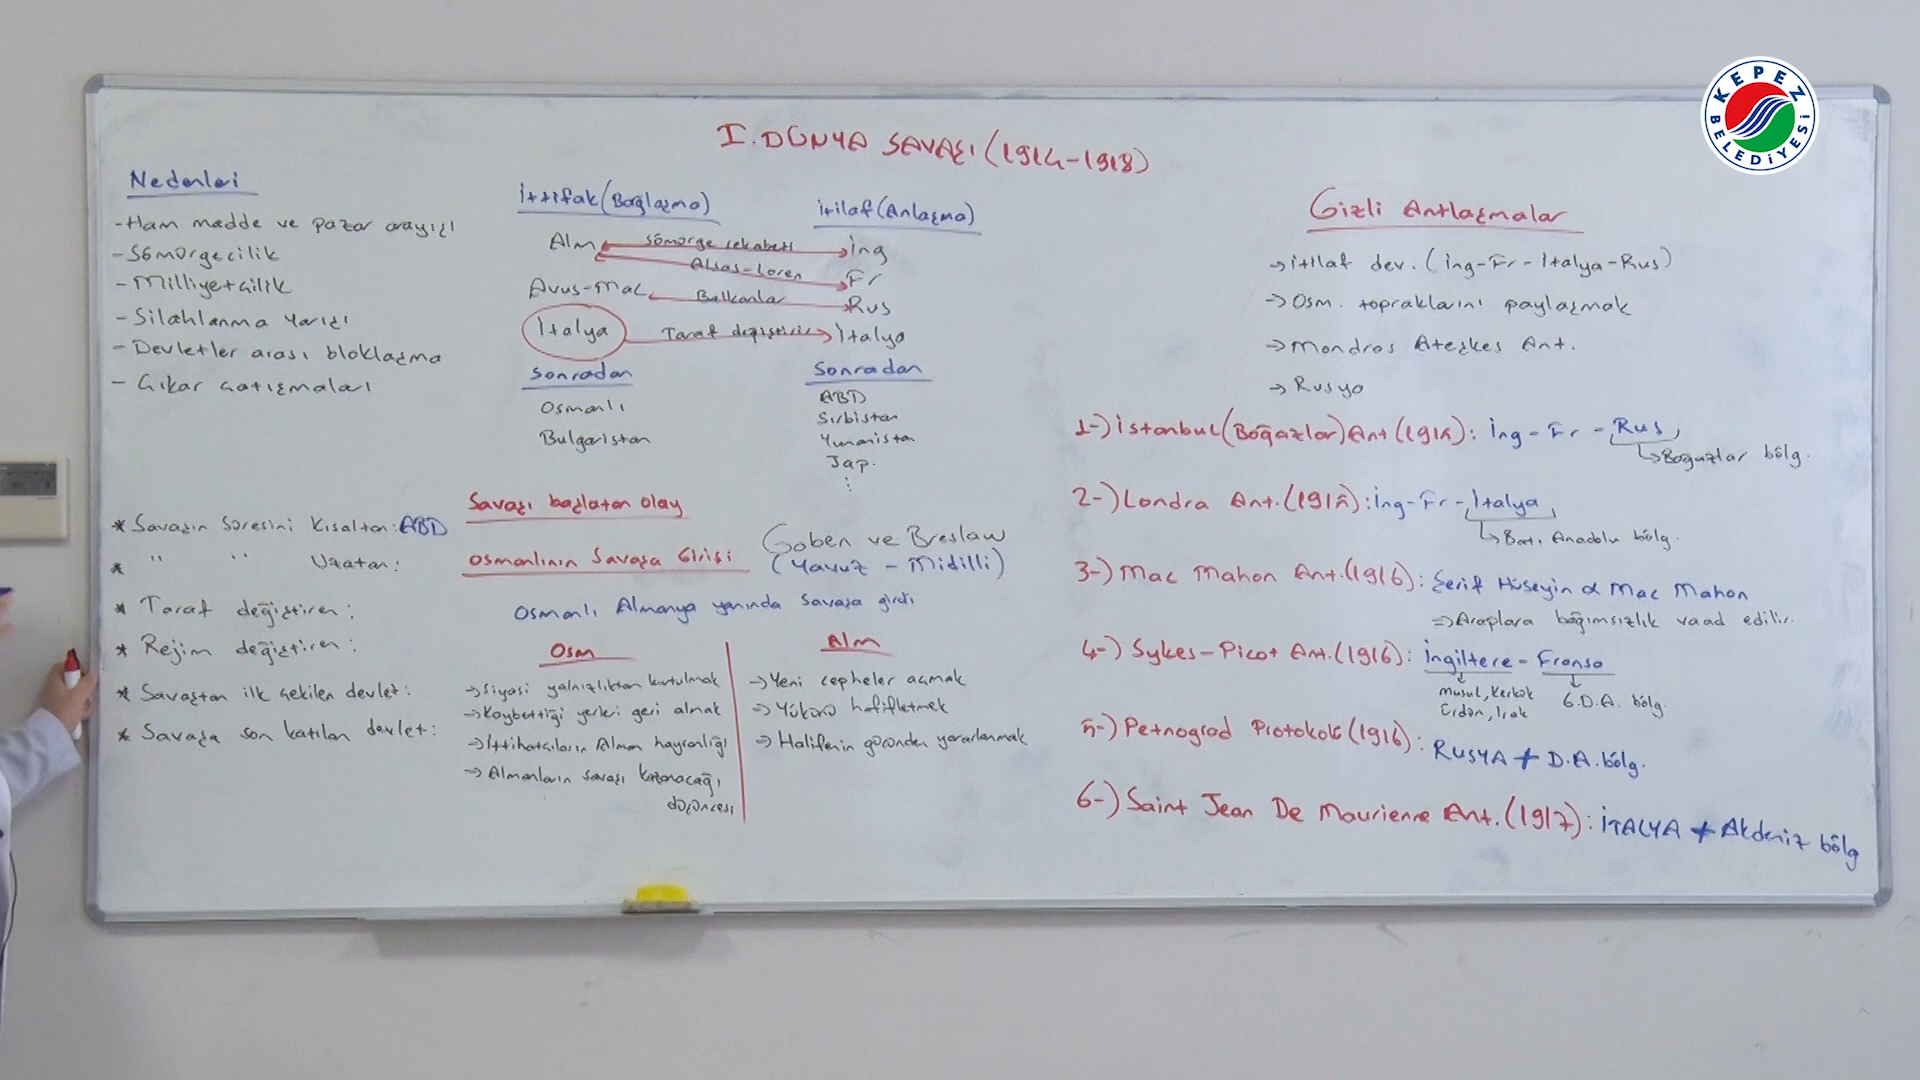 KEPEZ BELEDİYESİ
I. DÜNYA SAVAŞI (1914-1918)
Nedenleri
-Ham madde ve pazar arayışı
-Sömürgecilik
-Milliyetçilik
-Silahlanma Yarışı
-Devletler arası bloklaşma
-Çıkar çatışmaları
İttifak (Bağlaşma)
İtilaf (Anlaşma)
Alm Sömürge rekabeti İng
Alsas-Loren Fr
Avus-Mac Balkanlar Rus
İtalya Taraf değiştirir İtalya
Sonradan
Osmanlı
Bulgaristan
Sonradan
ABD
Sırbistan
Yunanistan
Jap.
* Savaşın Süresini Kısaltan: ABD
* " " Uzatan:
* Taraf değiştiren:
* Rejim değiştiren:
* Savaştan ilk çekilen devlet:
* Savaşa son katılan devlet:
Savaşı başlatan olay
Osmanlının Savaşa Girişi
Goben ve Breslaw
(Yavuz - Midilli)
Osmanlı Almanya yanında savaşa girdi
Osm
→ Siyasi yalnızlıktan kurtulmak
→ Kaybettiği yerleri geri almak
→ İttihatçıların Alman hayranlığı
→ Almanların savaşı kazanacağı
düşüncesi
Alm
→ Yeni cepheler açmak
→ Yükünü hafifletmek
→ Halifenin gücünden yararlanmak
Gizli Antlaşmalar
→ itilaf dev. (ing-Fr-italya-Rus)
→ Osm. topraklarını paylaşmak
→ Mondros Ateşkes Ant.
→ Rusya
1-) İstanbul (Boğazlar) Ant (1915): İng - Fr - Rus
↳ Boğazlar bölg.
2-) Londra Ant. (1915): ing-Fr-İtalya
↳ Batı Anadolu bölg.
3-) Mac Mahon Ant. (1916): Şerif Hüseyin & Mac Mahon
⇒ Araplara bağımsızlık vaad edilir.
4-) Sykes-Picot Ant. (1916): İngiltere - Fransa
Musul, Kerkük
Ürdün, Irak
G.D.A. bölg.
5-) Petnograd Protokolü (1916): RUSYA + D.A. bölg.
6-) Saint Jean De Maurienne Ant. (1917): İTALYA + Akdeniz bölg